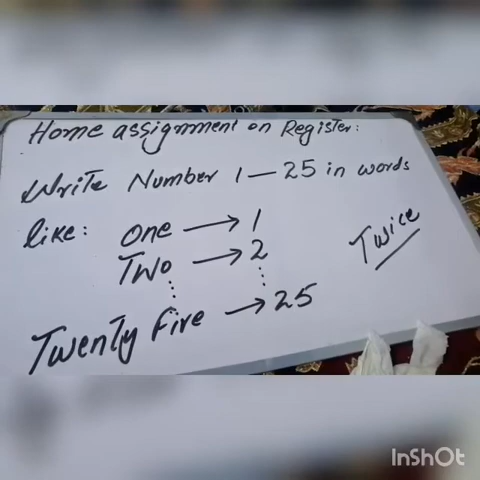 Home assignment on Register:
Write Number 1 — 25 in words
like: One → 1
Two → 2
Twenty Five → 25
Twice
InShOt